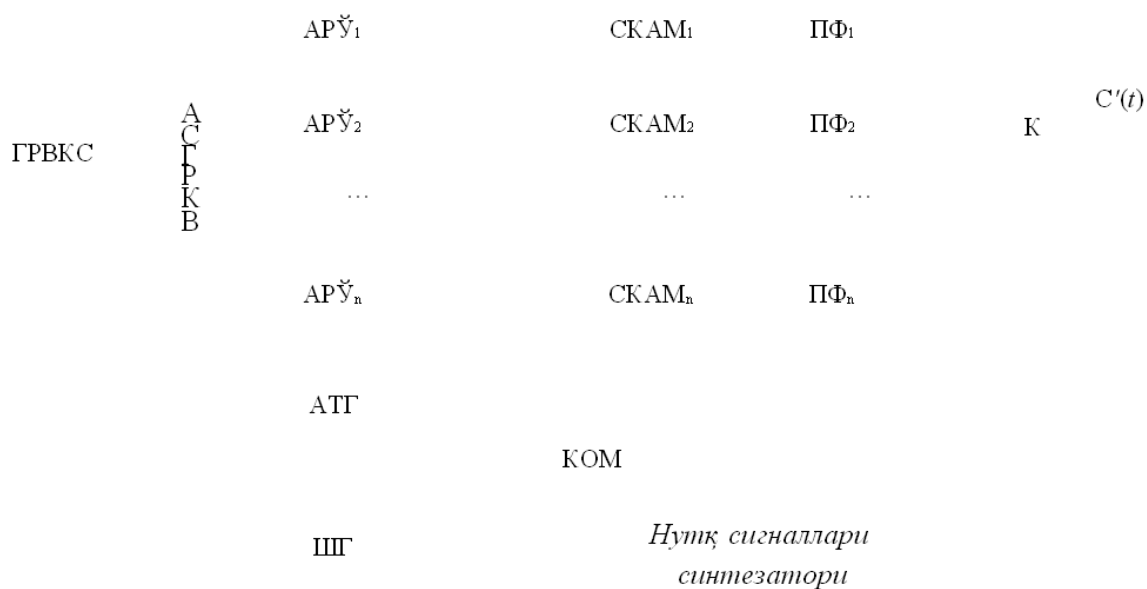 АРЎ₁ СКАМ₁ ПФ₁
С′(t)
А
С
Г
Р
К
В
АРЎ₂ СКАМ₂ ПФ₂ К
ГРВКС
... ... ...
АРЎₙ СКАМₙ ПФₙ
АТГ
КОМ
ШГ
Нутқ сигналлари
синтезатори